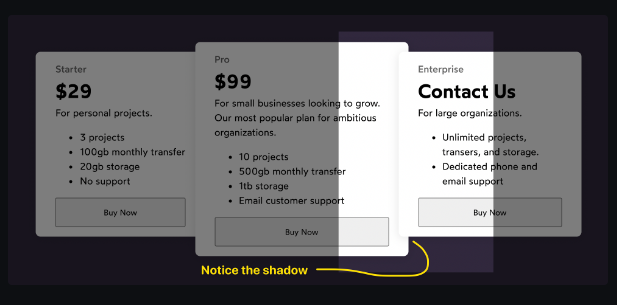 Starter
$29
For personal projects.
3 projects
100gb monthly transfer
20gb storage
No support
Buy Now
Pro
$99
For small businesses looking to grow.
Our most popular plan for ambitious
organizations.
10 projects
500gb monthly transfer
1tb storage
Email customer support
Buy Now
Enterprise
Contact Us
For large organizations.
Unlimited projects,
transers, and storage.
Dedicated phone and
email support
Buy Now
Notice the shadow